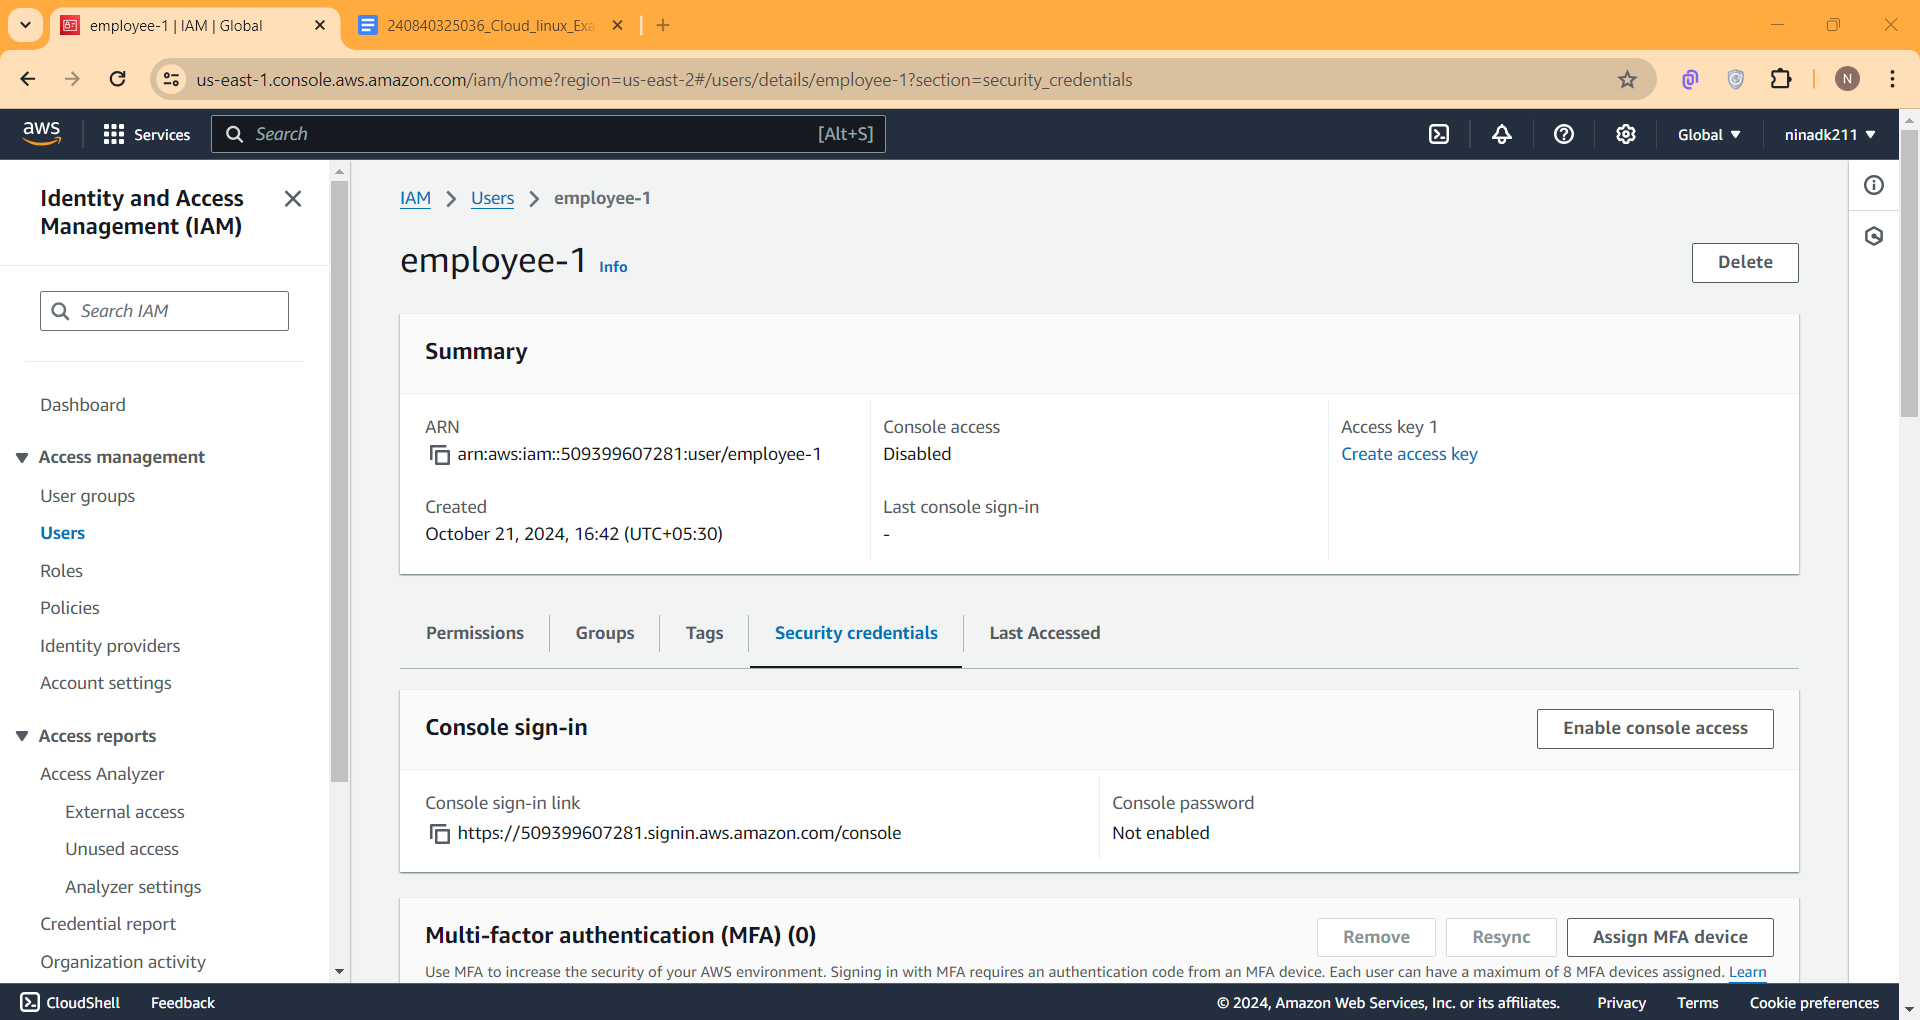 employee-1 | IAM | Global
240840325036_Cloud_linux_Exa
us-east-1.console.aws.amazon.com/iam/home?region=us-east-2#/users/details/employee-1?section=security_credentials
N
aws
Services
Search
[Alt+S]
Global
ninadk211
Identity and Access
Management (IAM)
Search IAM
Dashboard
Access management
User groups
Users
Roles
Policies
Identity providers
Account settings
Access reports
Access Analyzer
External access
Unused access
Analyzer settings
Credential report
Organization activity
IAM > Users > employee-1
employee-1 Info
Delete
Summary
ARN
arn:aws:iam::509399607281:user/employee-1
Created
October 21, 2024, 16:42 (UTC+05:30)
Console access
Disabled
Last console sign-in
-
Access key 1
Create access key
Permissions
Groups
Tags
Security credentials
Last Accessed
Console sign-in
Enable console access
Console sign-in link
https://509399607281.signin.aws.amazon.com/console
Console password
Not enabled
Multi-factor authentication (MFA) (0)
Remove
Resync
Assign MFA device
Use MFA to increase the security of your AWS environment. Signing in with MFA requires an authentication code from an MFA device. Each user can have a maximum of 8 MFA devices assigned. Learn
CloudShell
Feedback
© 2024, Amazon Web Services, Inc. or its affiliates.
Privacy
Terms
Cookie preferences